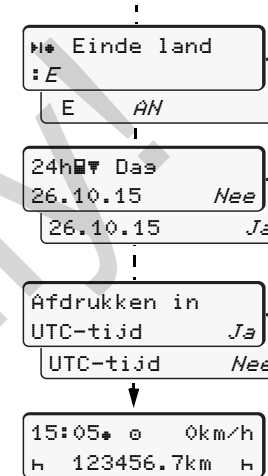 Einde land
:E
E AN
24h Dag
26.10.15 Nee
26.10.15 Ja
Afdrukken in
UTC-tijd Ja
UTC-tijd Nee
15:05 0km/h
123456.7km